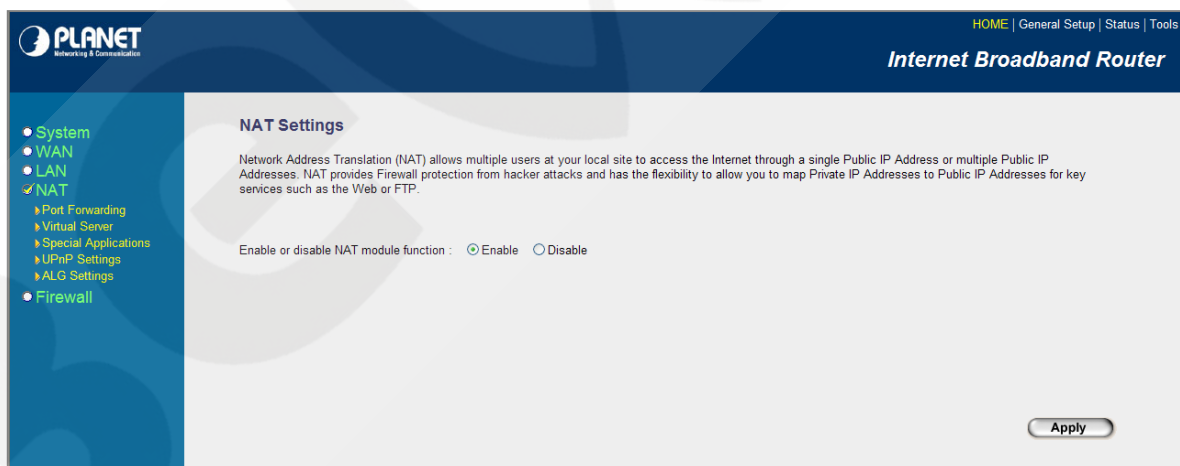 PLANET
Networking & Communication
HOME | General Setup | Status | Tools
Internet Broadband Router
System
WAN
LAN
NAT
Port Forwarding
Virtual Server
Special Applications
UPnP Settings
ALG Settings
Firewall
NAT Settings
Network Address Translation (NAT) allows multiple users at your local site to access the Internet through a single Public IP Address or multiple Public IP
Addresses. NAT provides Firewall protection from hacker attacks and has the flexibility to allow you to map Private IP Addresses to Public IP Addresses for key
services such as the Web or FTP.
Enable or disable NAT module function : Enable Disable
Apply